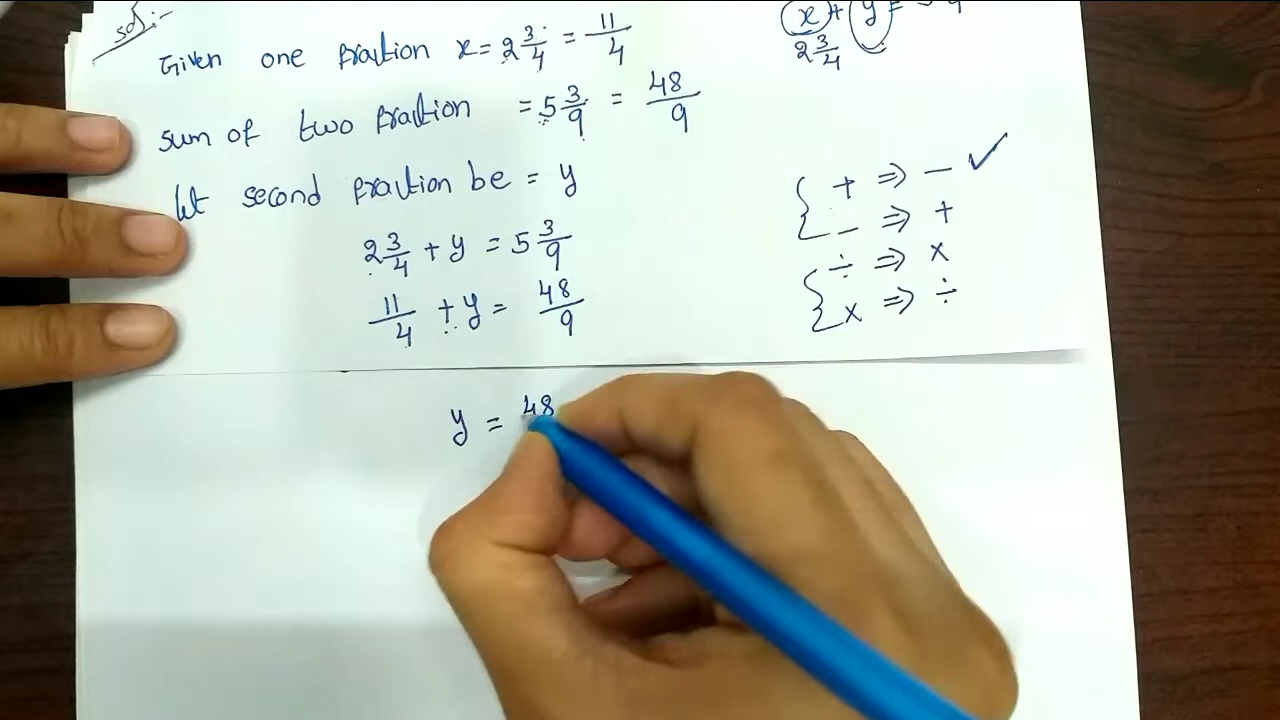 Sol:-
Given one fraction x = 2 3/4 = 11/4
sum of two fraction = 5 3/9 = 48/9
let second fraction be = y
2 3/4 + y = 5 3/9
11/4 + y = 48/9
y = 48
x + y =
2 3/4
+ ⇒ - ✓
- ⇒ +
÷ ⇒ ×
× ⇒ ÷